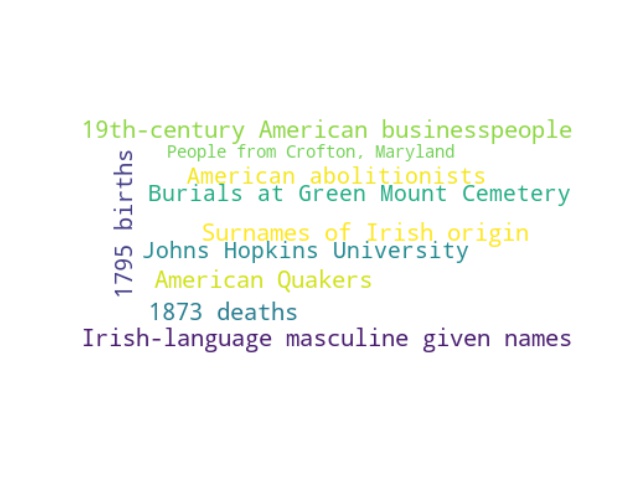 19th-century American businesspeople
People from Crofton, Maryland
American abolitionists
Burials at Green Mount Cemetery
1795 births
Surnames of Irish origin
Johns Hopkins University
American Quakers
1873 deaths
Irish-language masculine given names